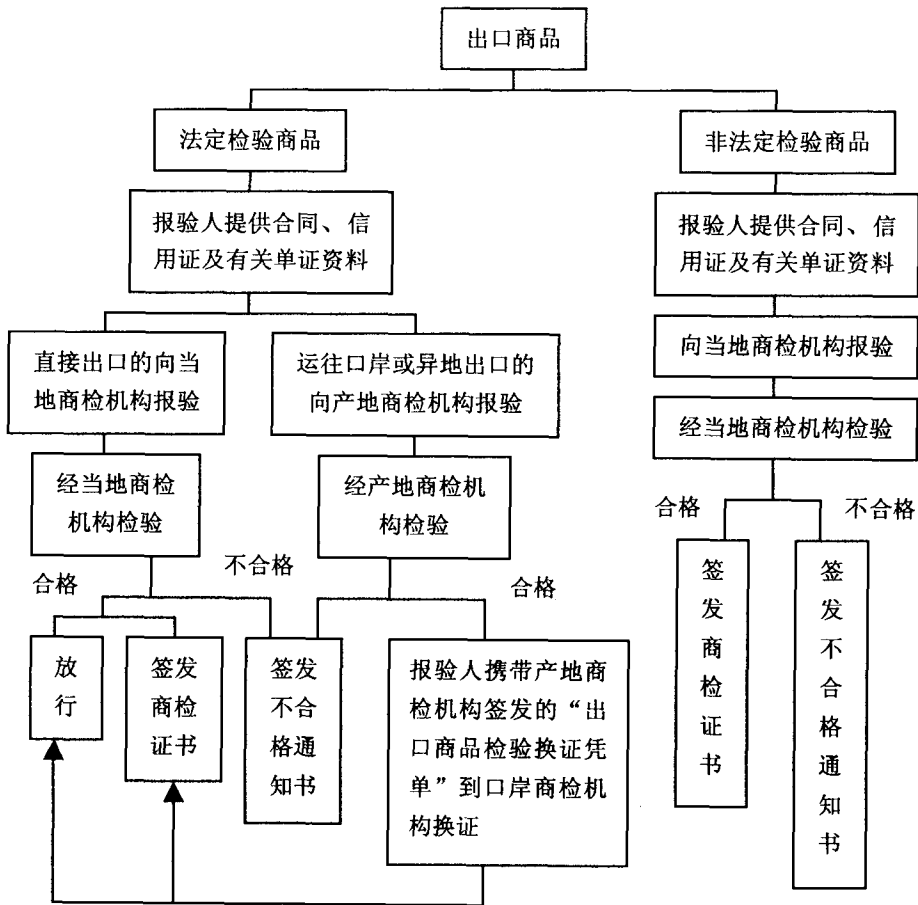 出口商品
法定检验商品
非法定检验商品
报验人提供合同、信
用证及有关单证资料
报验人提供合同、信
用证及有关单证资料
直接出口的向当
地商检机构报验
运往口岸或异地出口的
向产地商检机构报验
向当地商检机构报验
经当地商检机构检验
经当地商检
机构检验
经产地商检机
构检验
合格
不合格
合格
合格
不合格
放
行
签发
商检
证书
签发
不合
格通
知书
报验人携带产地商
检机构签发的“出
口商品检验换证凭
单”到口岸商检机
构换证
签
发
商
检
证
书
签
发
不
合
格
通
知
书